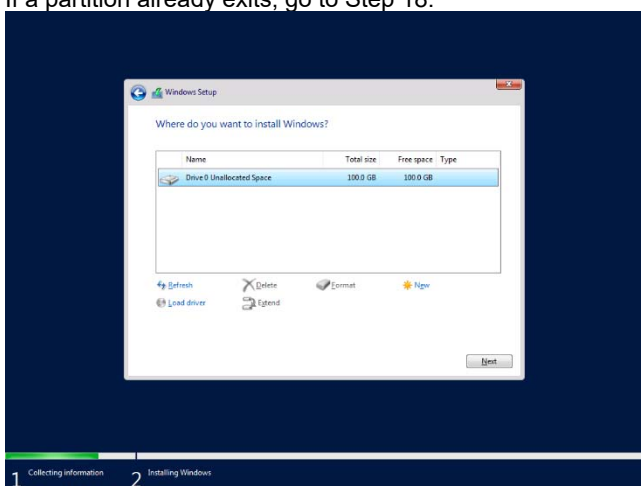 If a partition already exits, go to Step 18.
Windows Setup
Where do you want to install Windows?
Name Total size Free space Type
Drive 0 Unallocated Space 100.0 GB 100.0 GB
Refresh Delete Format New
Load driver Extend
Next
1 Collecting information 2 Installing Windows